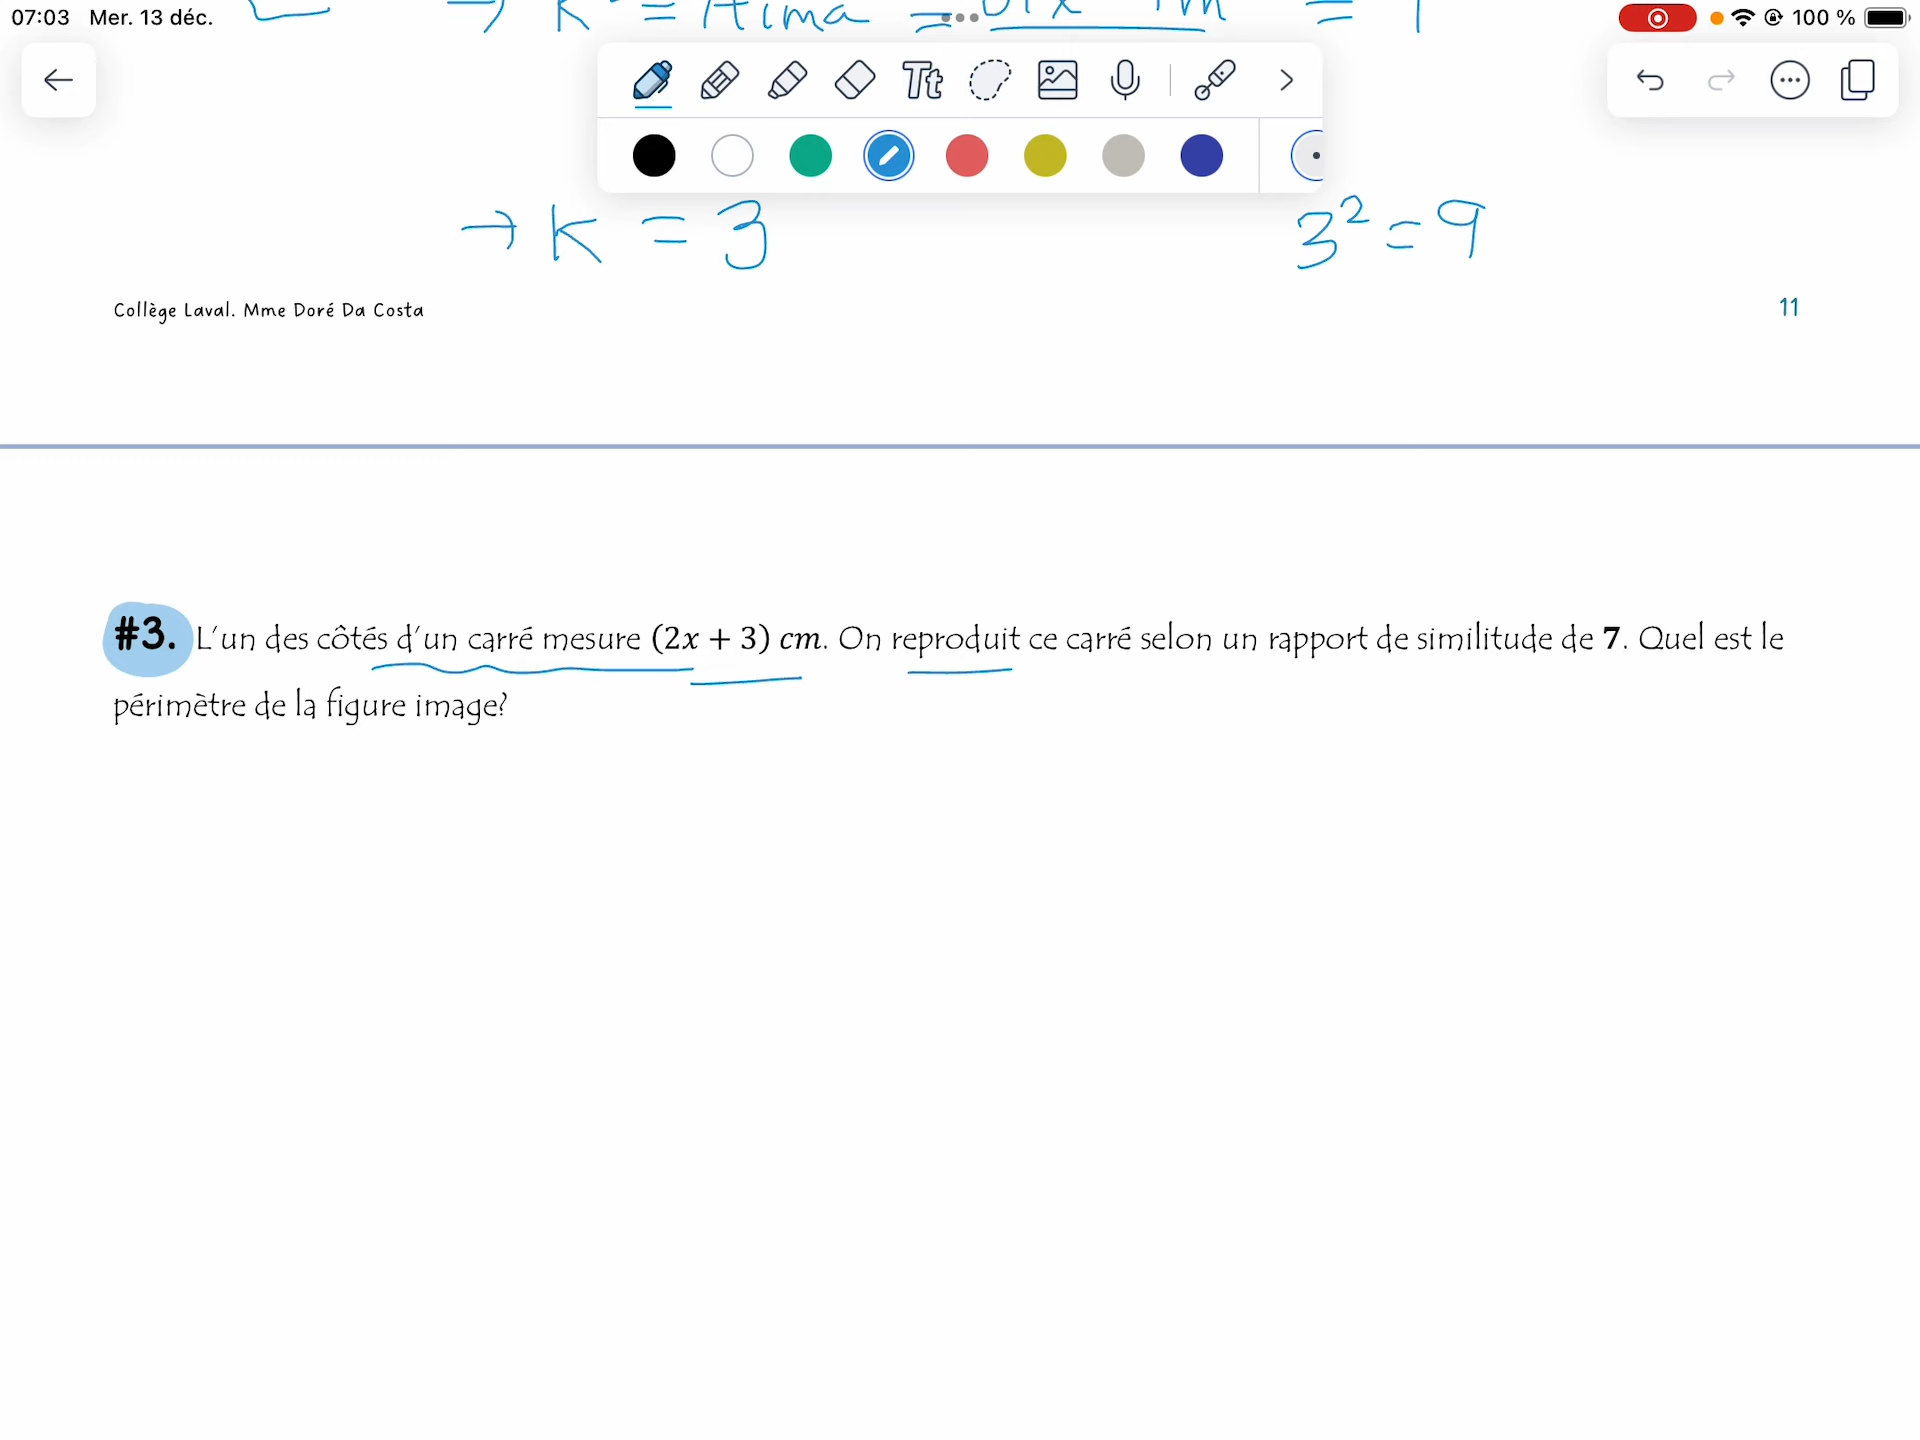 07:03 Mer. 13 déc.
100 %
Tt
→ k = 3
3² = 9
Collège Laval. Mme Doré Da Costa
11
#3. L'un des côtés d'un carré mesure (2x + 3) cm. On reproduit ce carré selon un rapport de similitude de 7. Quel est le
périmètre de la figure image?